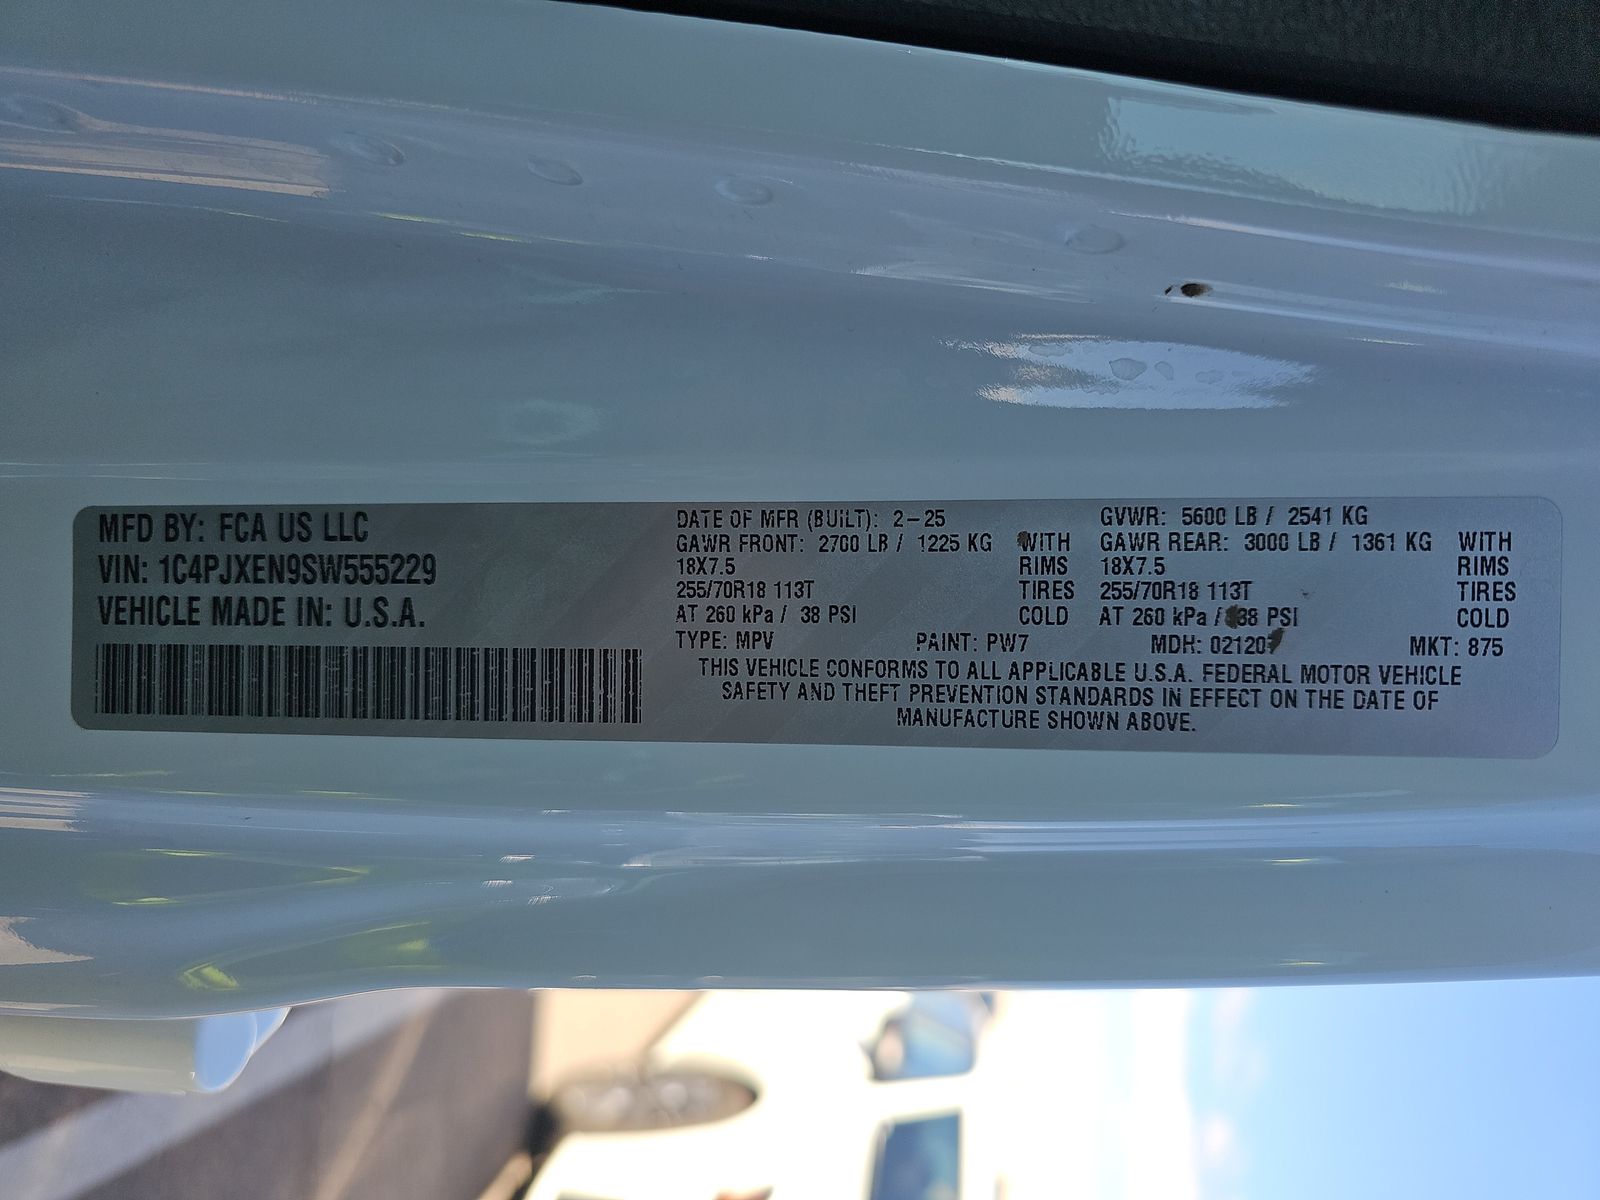 MFD BY: FCA US LLC
VIN: 1C4PJXEN9SW555229
VEHICLE MADE IN: U.S.A.
DATE OF MFR (BUILT): 2-25
GAWR FRONT: 2700 LB / 1225 KG WITH
18X7.5 RIMS
255/70R18 113T TIRES
AT 260 kPa / 38 PSI COLD
GVWR: 5600 LB / 2541 KG
GAWR REAR: 3000 LB / 1361 KG WITH
18X7.5 RIMS
255/70R18 113T TIRES
AT 260 kPa / 38 PSI COLD
TYPE: MPV PAINT: PW7 MDH: MKT: 875
THIS VEHICLE CONFORMS TO ALL APPLICABLE U.S.A. FEDERAL MOTOR VEHICLE
SAFETY AND THEFT PREVENTION STANDARDS IN EFFECT ON THE DATE OF
MANUFACTURE SHOWN ABOVE.